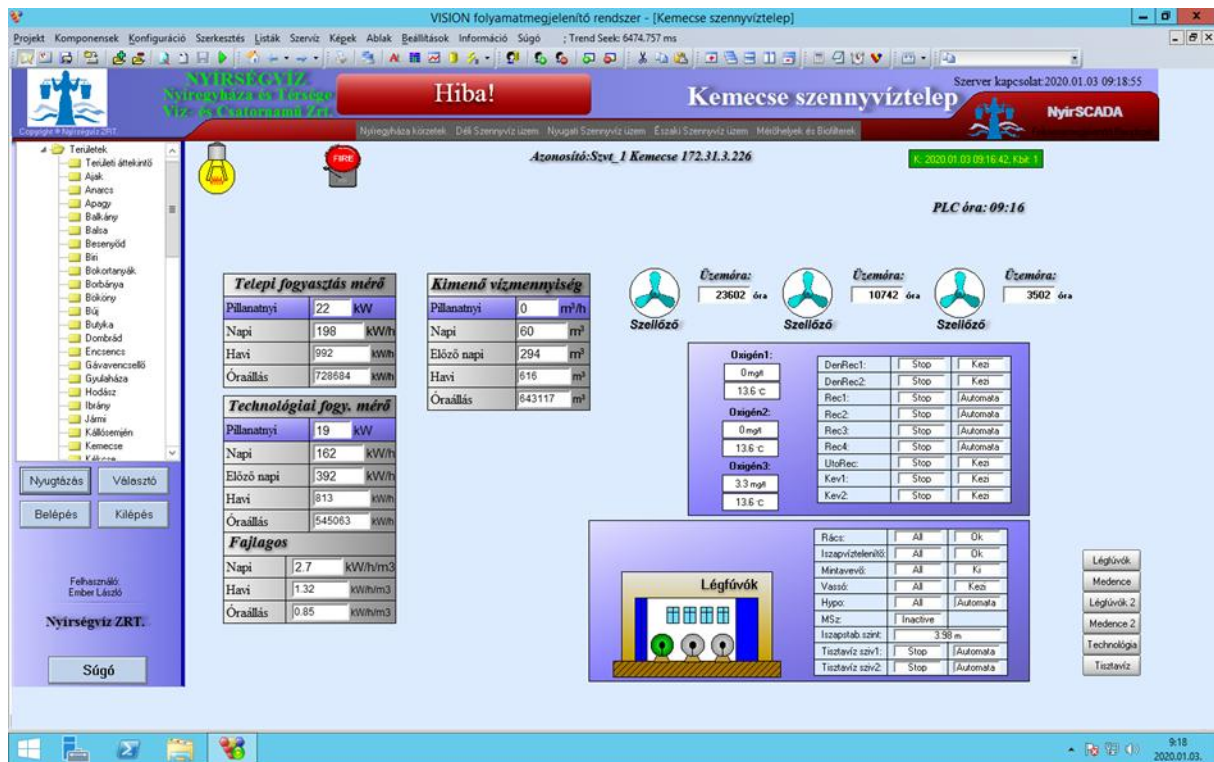 VISION folyamatmegjelenítő rendszer - [Kemecse szennyvíztelep]
Projekt Komponensek Konfiguráció Szerkesztés Listák Szerviz Képek Ablak Beállítások Információ Súgó ; Trend Seek: 6474.757 ms
NYÍRSÉGVÍZ
Nyíregyháza és Térsége
Víz- és Csatornamű Zrt.
Hiba!
Kemecse szennyvíztelep
Szerver kapcsolat:2020.01.03 09:18:55
NyírSCADA
Copyright © Nyírségvíz ZRT.
Nyíregyháza körzetek Déli Szennyvíz üzem Nyugati Szennyvíz üzem Északi Szennyvíz üzem Mérőhelyek és Biofilterek
Területek
Területi áttekintő
Ajak
Anarcs
Apagy
Balkány
Balsa
Besenyőd
Biri
Bokortanyák
Borbánya
Bököny
Búj
Butyka
Dombrád
Encsencs
Gávavencsellő
Gyulaháza
Hodász
Ibrány
Jármi
Kállósemjén
Kemecse
Nyugtázás Választó
Belépés Kilépés
Felhasználó:
Ember László
Nyírségvíz ZRT.
Súgó
FIRE
Azonosító:Szvt_1 Kemecse 172.31.3.226
K: 2020.01.03 09:16:42, Kbit: 1
PLC óra: 09:16
Telepi fogyasztás mérő
Pillanatnyi 22 kW
Napi 198 kW/h
Havi 992 kW/h
Óraállás 728684 kW/h
Technológiai fogy. mérő
Pillanatnyi 19 kW
Napi 162 kW/h
Előző napi 392 kW/h
Havi 813 kW/h
Óraállás 545063 kW/h
Fajlagos
Napi 2.7 kW/h/m3
Havi 1.32 kW/h/m3
Óraállás 0.85 kW/h/m3
Kimenő vízmennyiség
Pillanatnyi 0 m³/h
Napi 60 m³
Előző napi 294 m³
Havi 616 m³
Óraállás 643117 m³
Üzemóra: Üzemóra: Üzemóra:
23602 óra 10742 óra 3502 óra
Szellőző Szellőző Szellőző
Oxigén1:
0 mg/l
13.6 °C
Oxigén2:
0 mg/l
13.6 °C
Oxigén3:
3.3 mg/l
13.6 °C
DenRec1: Stop Kezi
DenRec2: Stop Kezi
Rec1: Stop Automata
Rec2: Stop Automata
Rec3: Stop Automata
Rec4: Stop Automata
UtoRec: Stop Kezi
Kev1: Stop Kezi
Kev2: Stop Kezi
Légfúvók
Rács: All Ok
Iszapvíztelenítő: All Ok
Mintavevő: All Ki
Vassó: All Kezi
Hypo: All Automata
MSz: Inactive
Iszapstab.szint: 3.98 m
Tisztavíz sziv1: Stop Automata
Tisztavíz sziv2: Stop Automata
Légfúvók
Medence
Légfúvók 2
Medence 2
Technológia
Tisztavíz
9:18
2020.01.03.